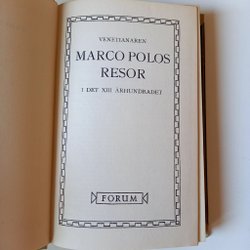 VENETIANAREN
MARCO POLOS
RESOR
I DET XIII ÅRHUNDRADET
FORUM